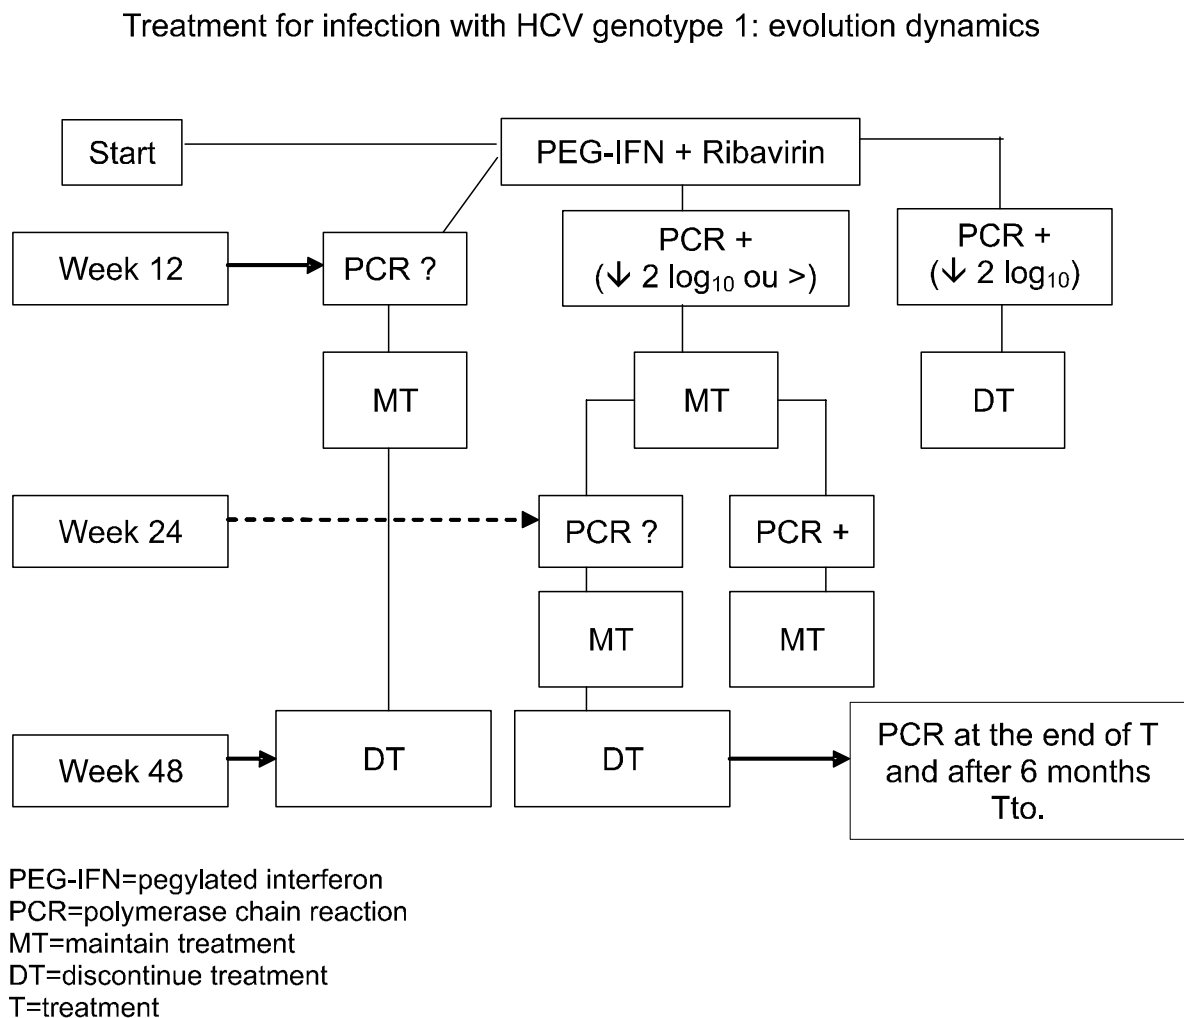 Treatment for infection with HCV genotype 1: evolution dynamics
Start
PEG-IFN + Ribavirin
Week 12
PCR ?
PCR +
(↓ 2 log₁₀ ou >)
PCR +
(↓ 2 log₁₀)
MT
MT
DT
Week 24
PCR ?
PCR +
MT
MT
Week 48
DT
DT
PCR at the end of T
and after 6 months
Tto.
PEG-IFN=pegylated interferon
PCR=polymerase chain reaction
MT=maintain treatment
DT=discontinue treatment
T=treatment